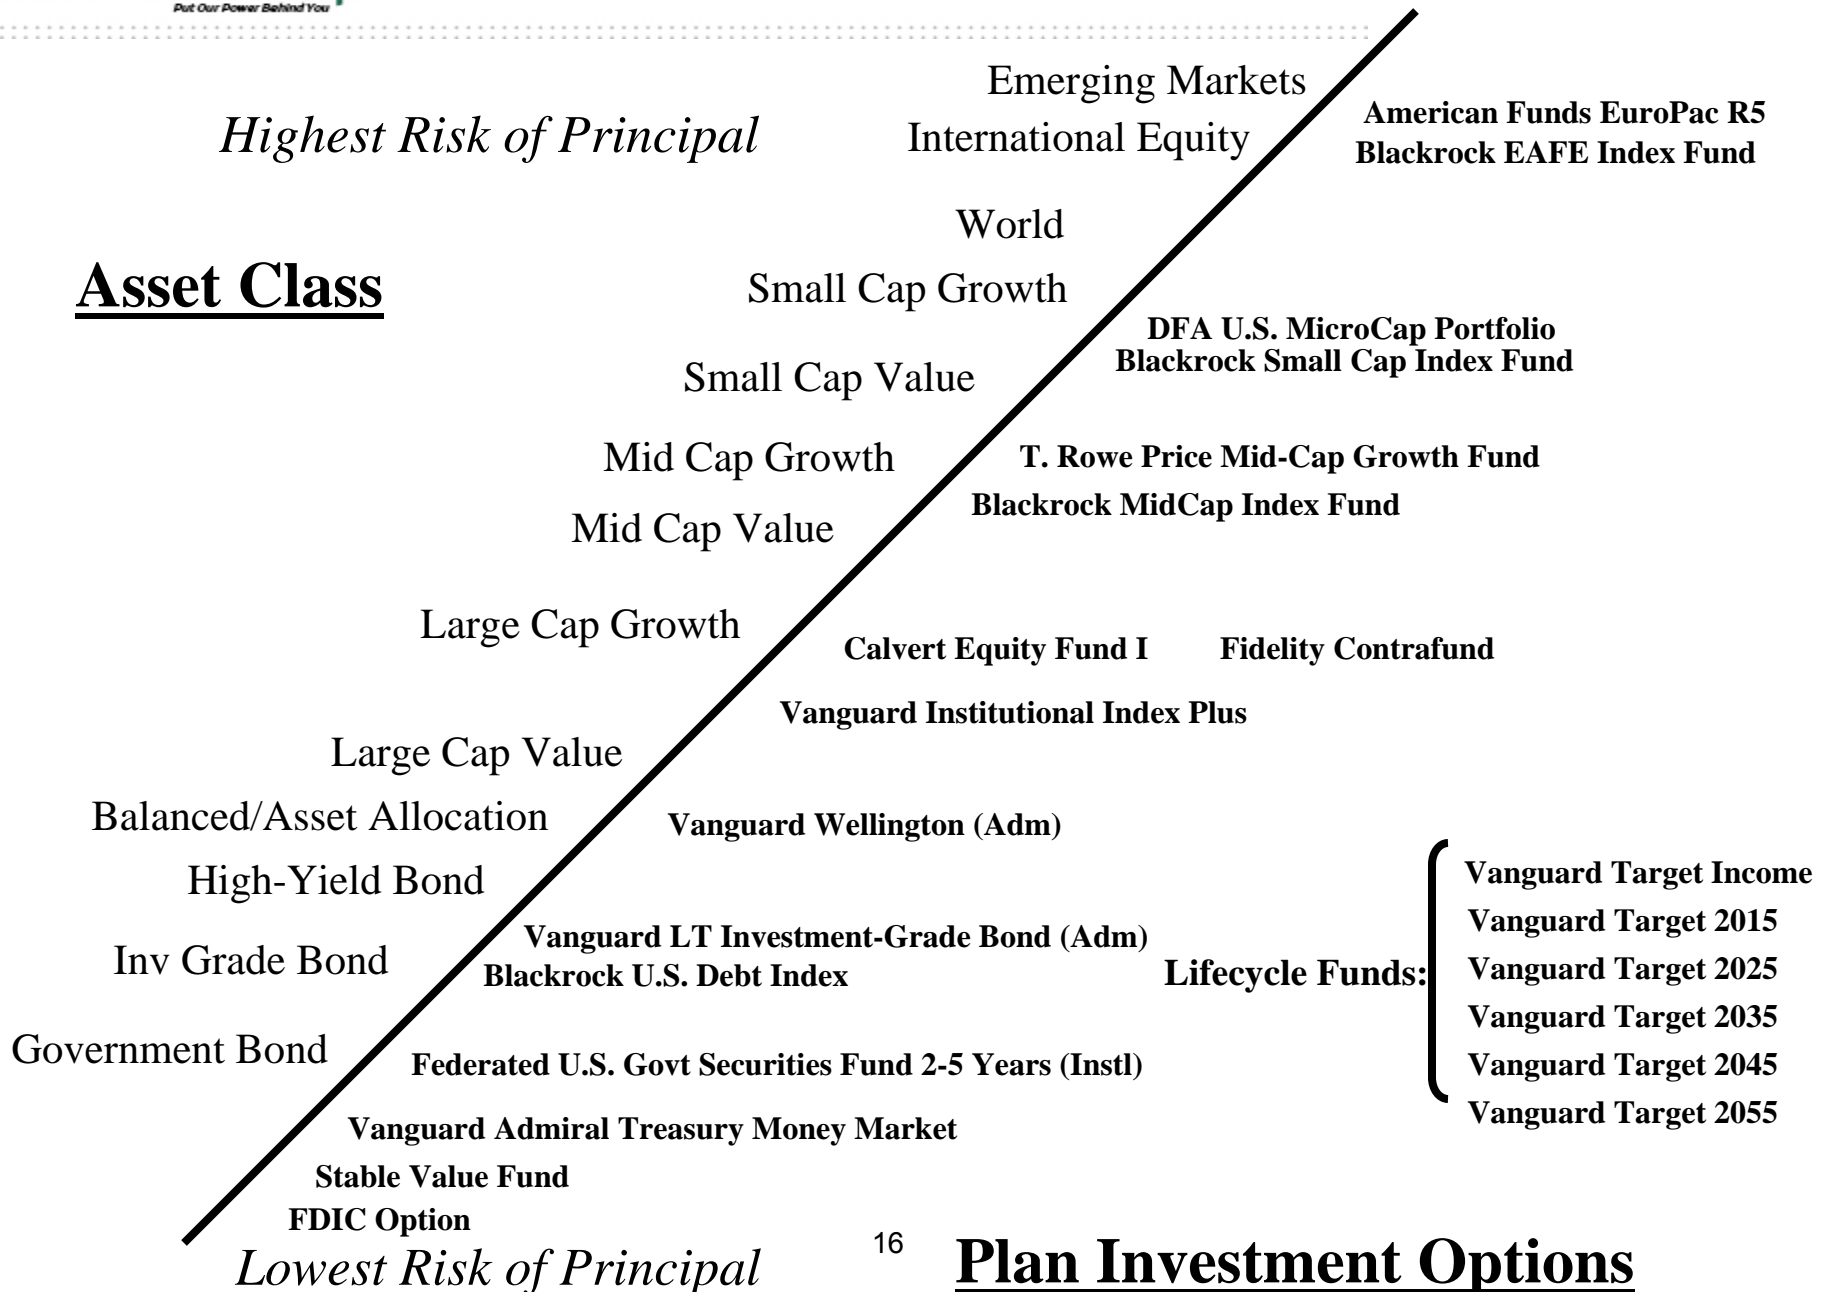 Put Our Power Behind You
Emerging Markets
American Funds EuroPac R5
Highest Risk of Principal
International Equity
Blackrock EAFE Index Fund
World
Asset Class
Small Cap Growth
DFA U.S. MicroCap Portfolio
Blackrock Small Cap Index Fund
Small Cap Value
Mid Cap Growth
T. Rowe Price Mid-Cap Growth Fund
Blackrock MidCap Index Fund
Mid Cap Value
Large Cap Growth
Calvert Equity Fund I
Fidelity Contrafund
Vanguard Institutional Index Plus
Large Cap Value
Balanced/Asset Allocation
Vanguard Wellington (Adm)
High-Yield Bond
Vanguard LT Investment-Grade Bond (Adm)
Inv Grade Bond
Blackrock U.S. Debt Index
Lifecycle Funds:
Vanguard Target Income
Vanguard Target 2015
Vanguard Target 2025
Vanguard Target 2035
Vanguard Target 2045
Vanguard Target 2055
Government Bond
Federated U.S. Govt Securities Fund 2-5 Years (Instl)
Vanguard Admiral Treasury Money Market
Stable Value Fund
FDIC Option
Lowest Risk of Principal
16
Plan Investment Options